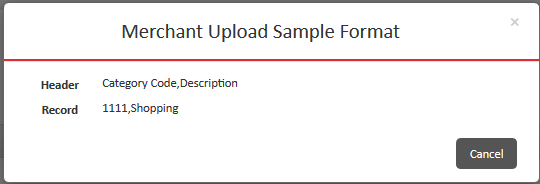 Merchant Upload Sample Format
×
Header Category Code,Description
Record 1111,Shopping
Cancel